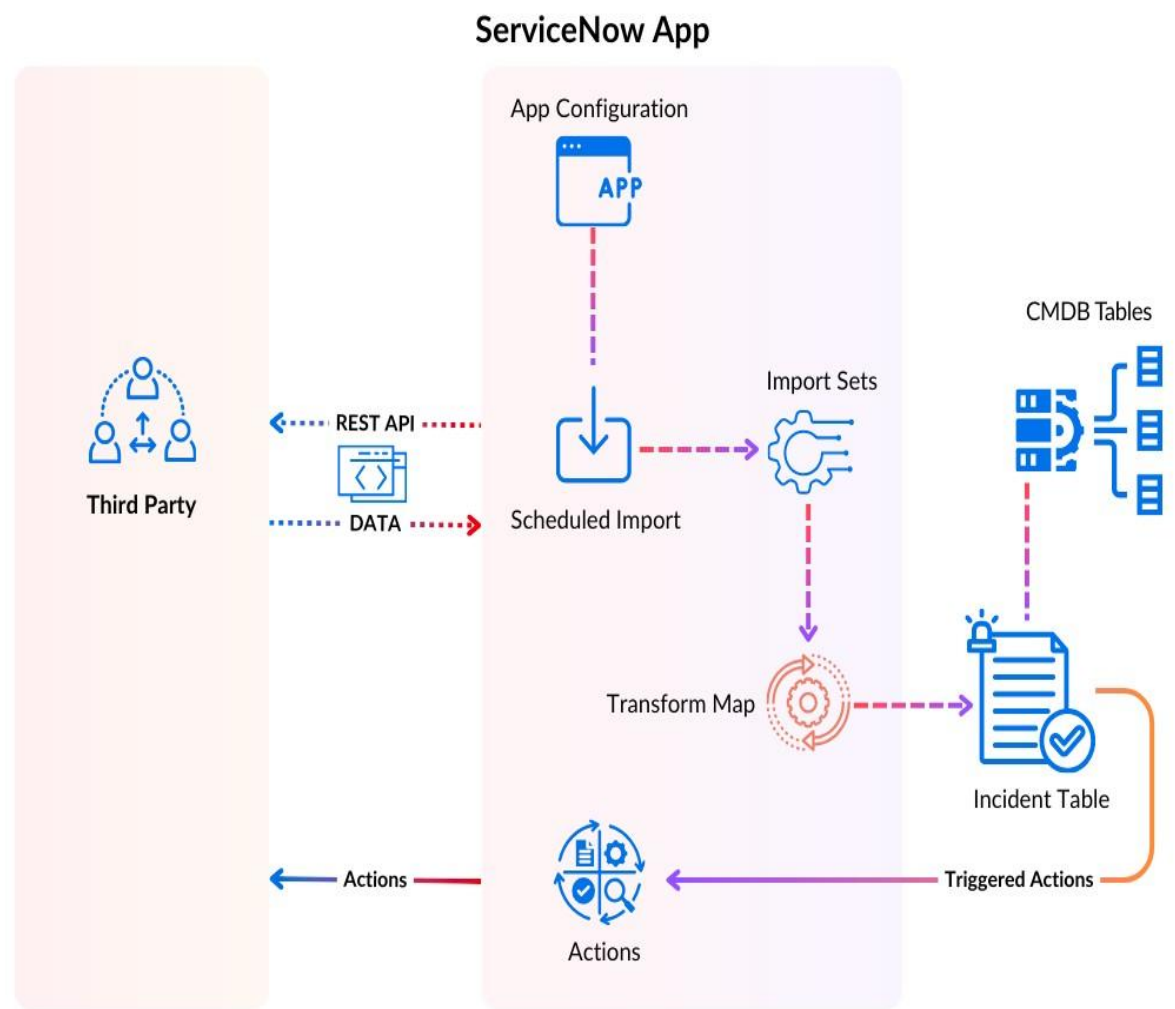 ServiceNow App
App Configuration
APP
CMDB Tables
Import Sets
REST API
Third Party
DATA
Scheduled Import
Transform Map
Incident Table
Actions
Triggered Actions
Actions